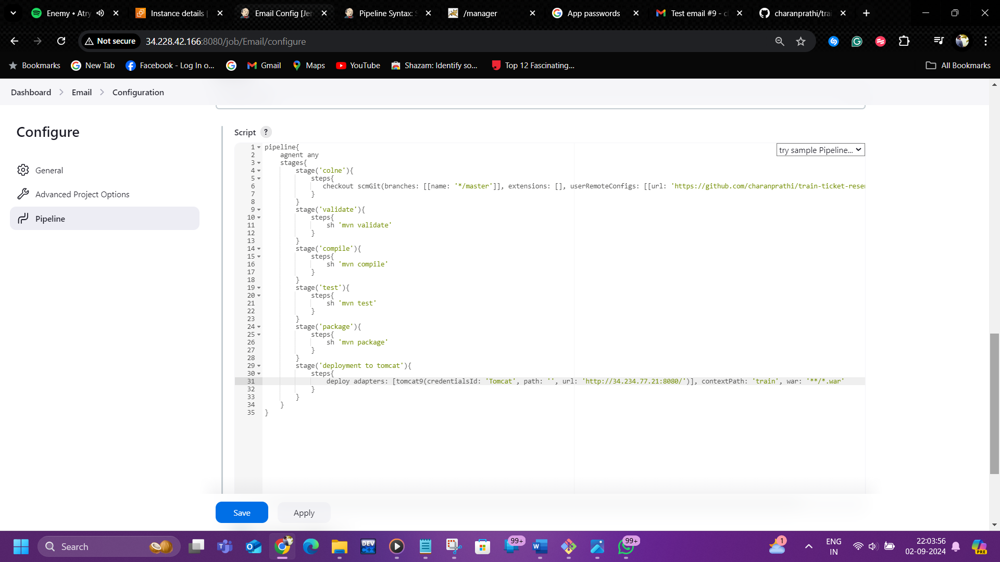 Enemy • Atry
Instance details |
Email Config [Jen
Pipeline Syntax: S
/manager
App passwords
Test email #9 - c
charanprathi/trai
Not secure
34.228.42.166:8080/job/Email/configure
Bookmarks
New Tab
Facebook - Log In o...
Gmail
Maps
YouTube
Shazam: Identify so...
Top 12 Fascinating...
All Bookmarks
Dashboard > Email > Configuration
Configure
General
Advanced Project Options
Pipeline
Script ?
try sample Pipeline...
1 pipeline{
2 agnent any
3 stages{
4 stage('colne'){
5 steps{
6 checkout scmGit(branches: [[name: '*/master']], extensions: [], userRemoteConfigs: [[url: 'https://github.com/charanprathi/train-ticket-reser
7 }
8 }
9 stage('validate'){
10 steps{
11 sh 'mvn validate'
12 }
13 }
14 stage('compile'){
15 steps{
16 sh 'mvn compile'
17 }
18 }
19 stage('test'){
20 steps{
21 sh 'mvn test'
22 }
23 }
24 stage('package'){
25 steps{
26 sh 'mvn package'
27 }
28 }
29 stage('deployment to tomcat'){
30 steps{
31 deploy adapters: [tomcat9(credentialsId: 'Tomcat', path: '', url: 'http://34.234.77.21:8080/')], contextPath: 'train', war: '**/*.war'
32 }
33 }
34 }
35 }
Save
Apply
Search
DEV
C++
99+
99+
1
ENG
IN
22:03:56
02-09-2024
PRE